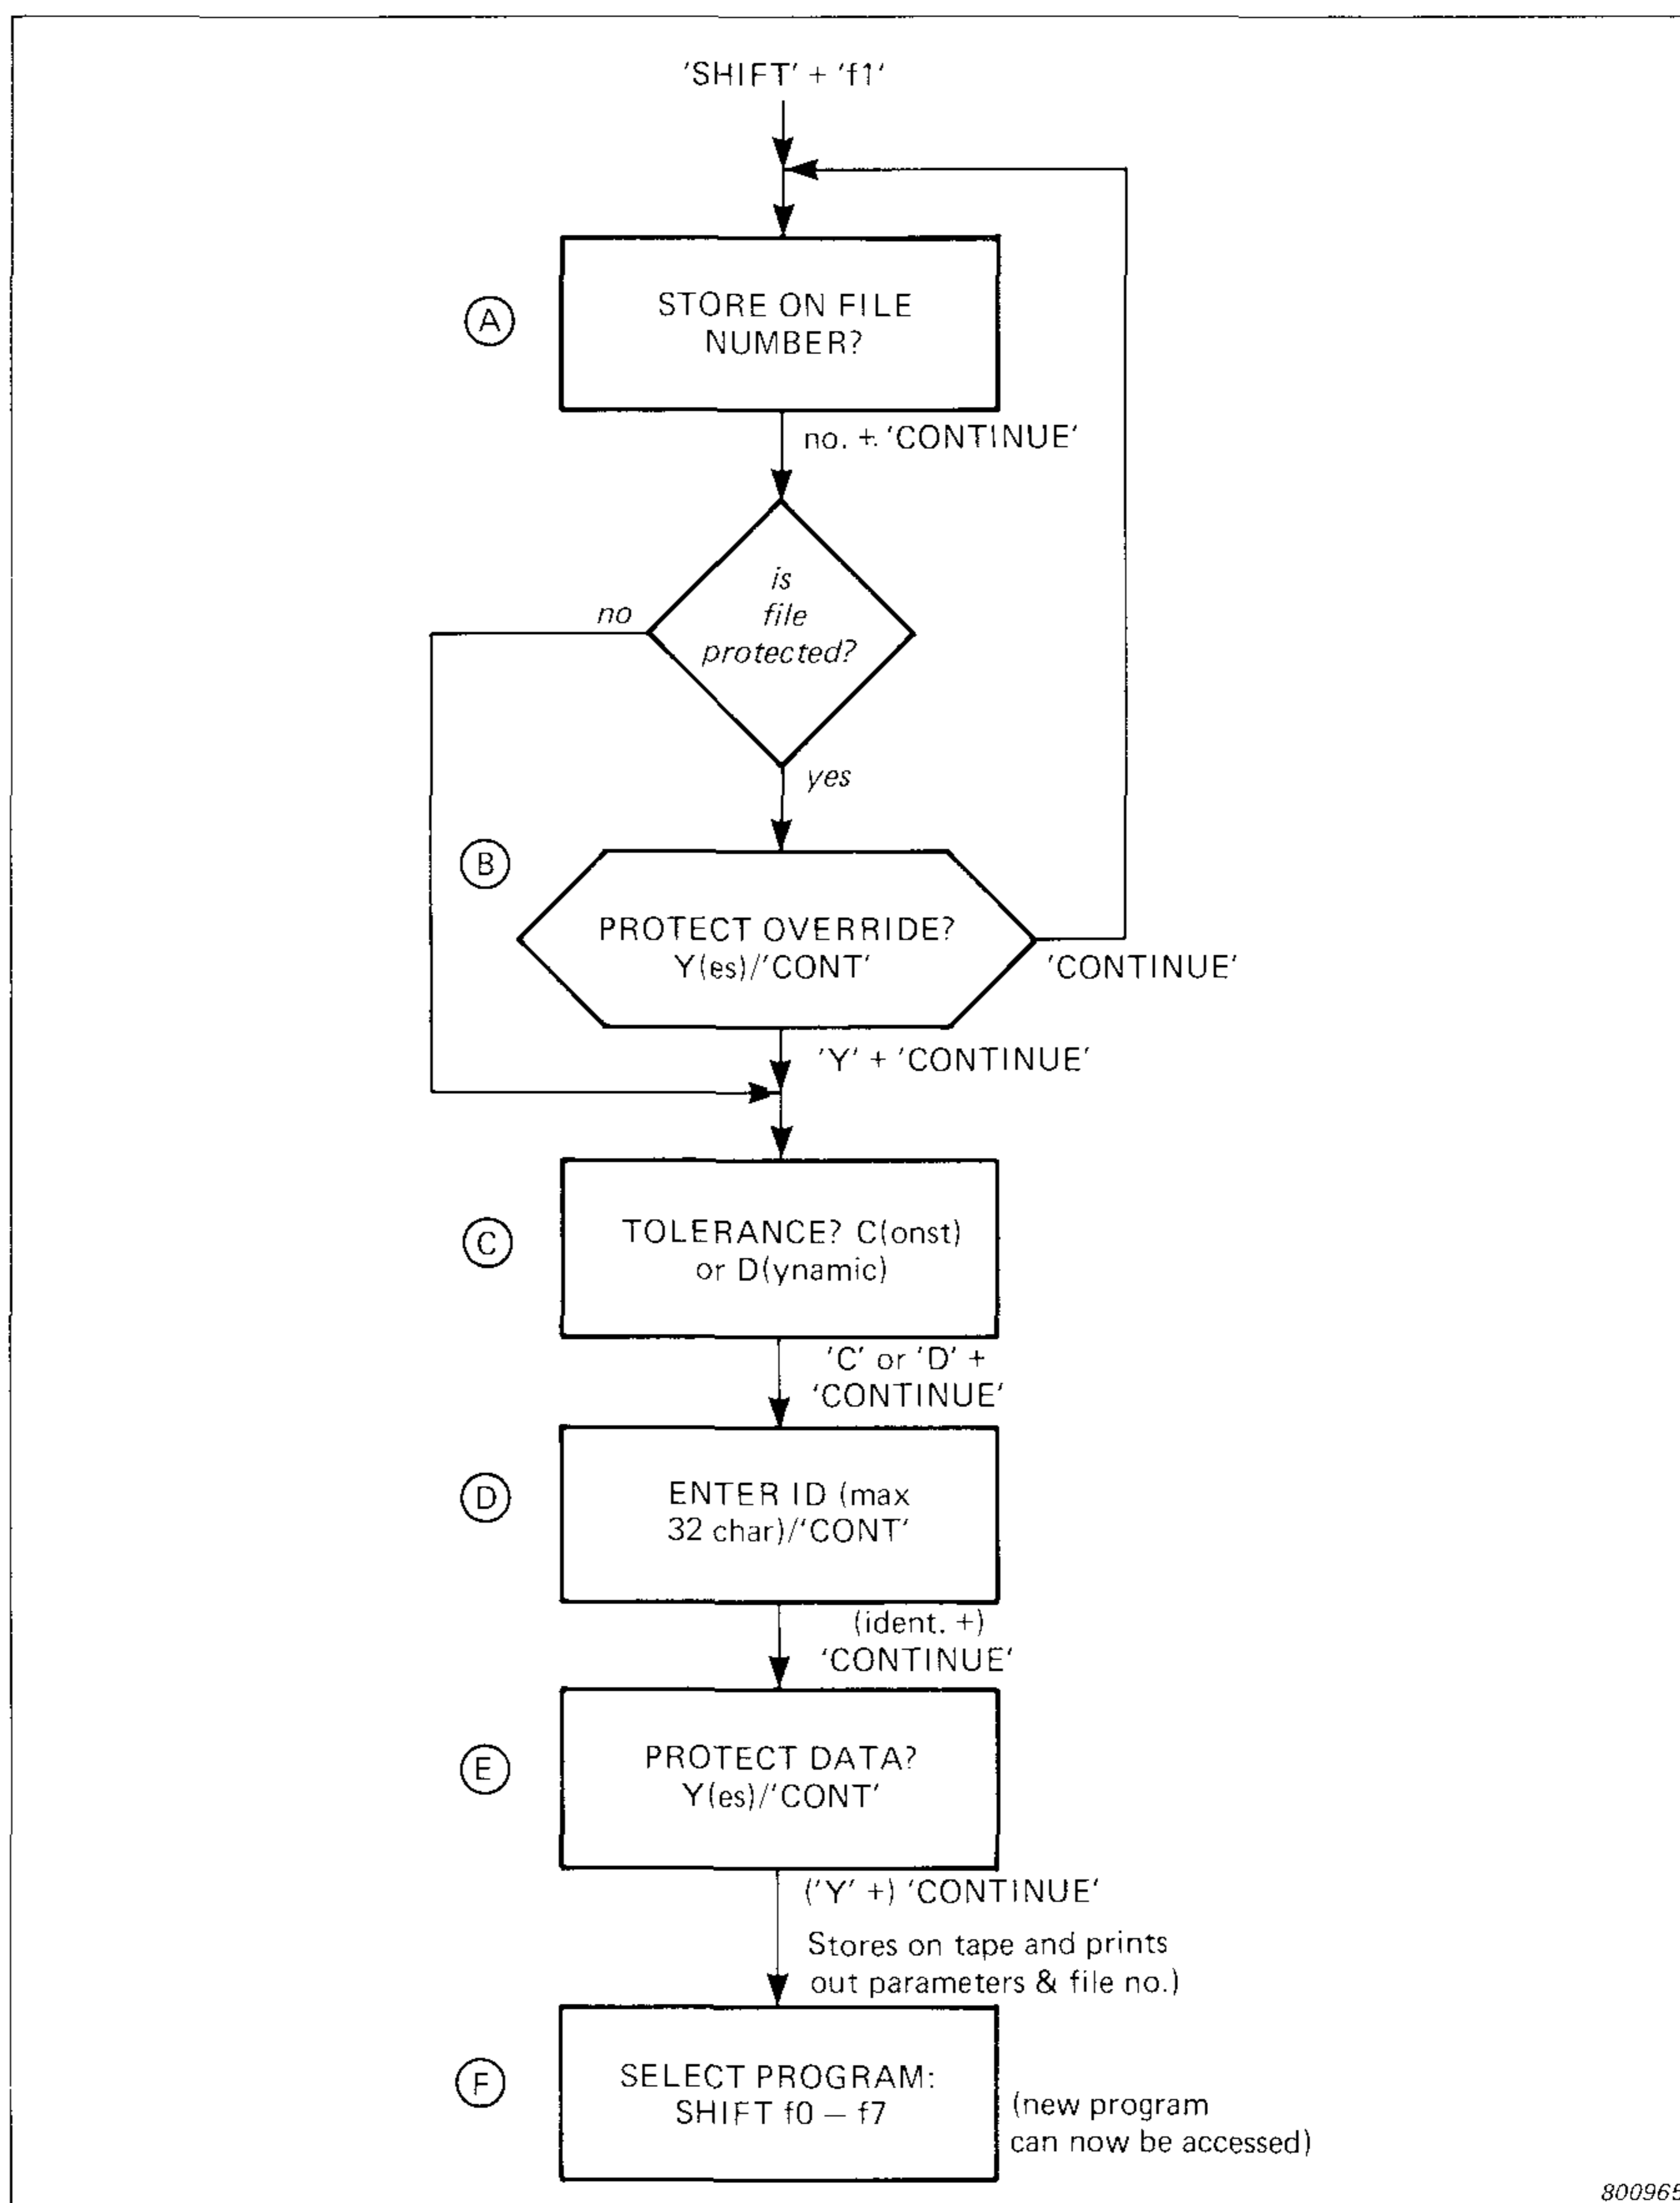 'SHIFT' + 'f1'
A
STORE ON FILE
NUMBER?
no. + 'CONTINUE'
is
file
protected?
no
yes
B
PROTECT OVERRIDE?
Y(es)/'CONT'
'CONTINUE'
'Y' + 'CONTINUE'
C
TOLERANCE? C(onst)
or D(ynamic)
'C' or 'D' +
'CONTINUE'
D
ENTER ID (max
32 char)/'CONT'
(ident. +)
'CONTINUE'
E
PROTECT DATA?
Y(es)/'CONT'
('Y' +) 'CONTINUE'
Stores on tape and prints
out parameters & file no.)
F
SELECT PROGRAM:
SHIFT f0 – f7
(new program
can now be accessed)
800965